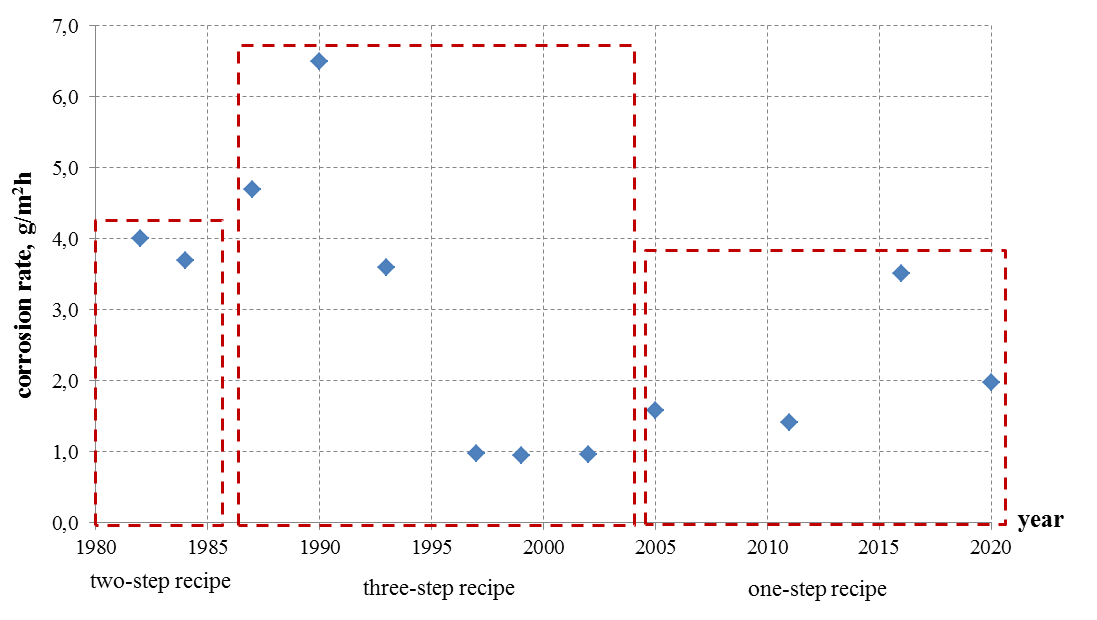 corrosion rate, g/m²h
7,0
6,0
5,0
4,0
3,0
2,0
1,0
0,0
year
1980 1985 1990 1995 2000 2005 2010 2015 2020
two-step recipe three-step recipe one-step recipe